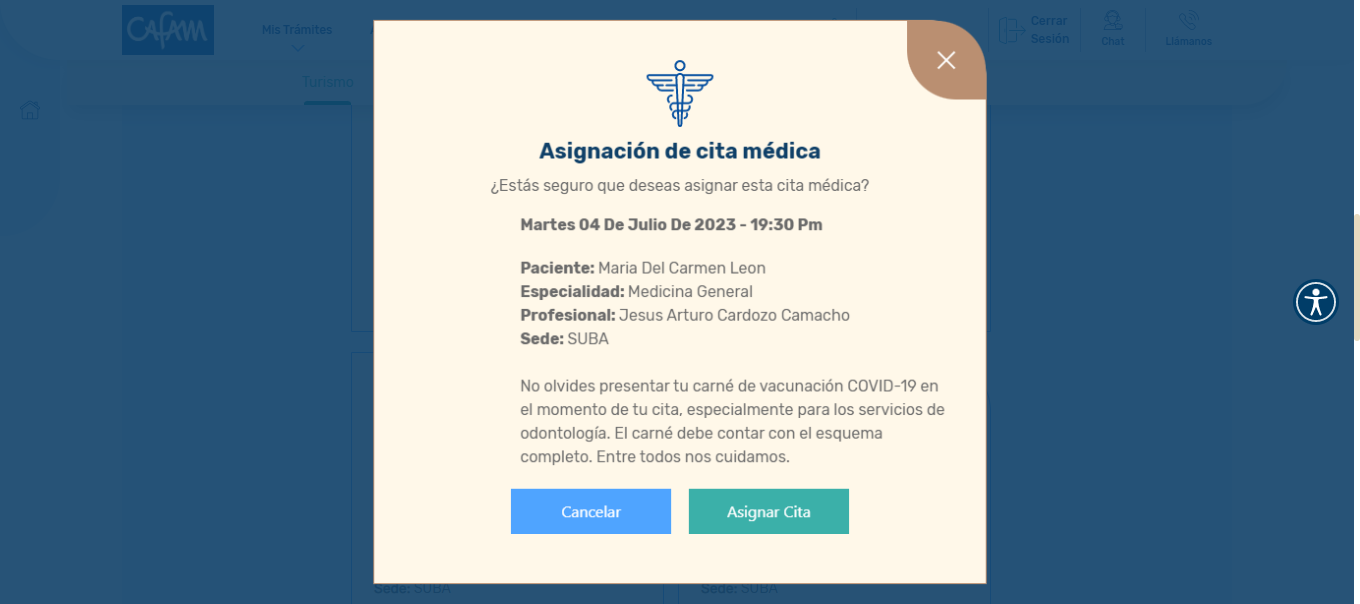 CAFAM
Mis Trámites
Cerrar
Sesión
Chat
Llámanos
Turismo
Asignación de cita médica
¿Estás seguro que deseas asignar esta cita médica?
Martes 04 De Julio De 2023 - 19:30 Pm
Paciente: Maria Del Carmen Leon
Especialidad: Medicina General
Profesional: Jesus Arturo Cardozo Camacho
Sede: SUBA
No olvides presentar tu carné de vacunación COVID-19 en
el momento de tu cita, especialmente para los servicios de
odontología. El carné debe contar con el esquema
completo. Entre todos nos cuidamos.
Cancelar
Asignar Cita
Sede: SUBA
Sede: SUBA